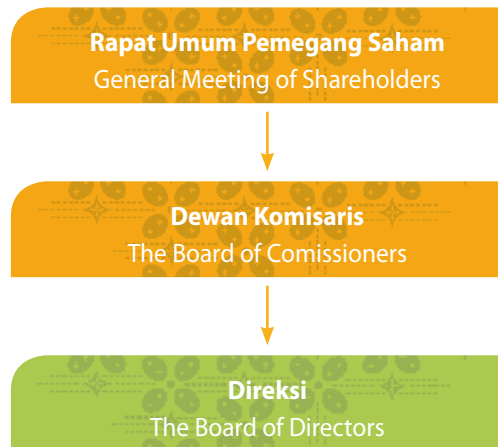 Rapat Umum Pemegang Saham
General Meeting of Shareholders
Dewan Komisaris
The Board of Comissioners
Direksi
The Board of Directors